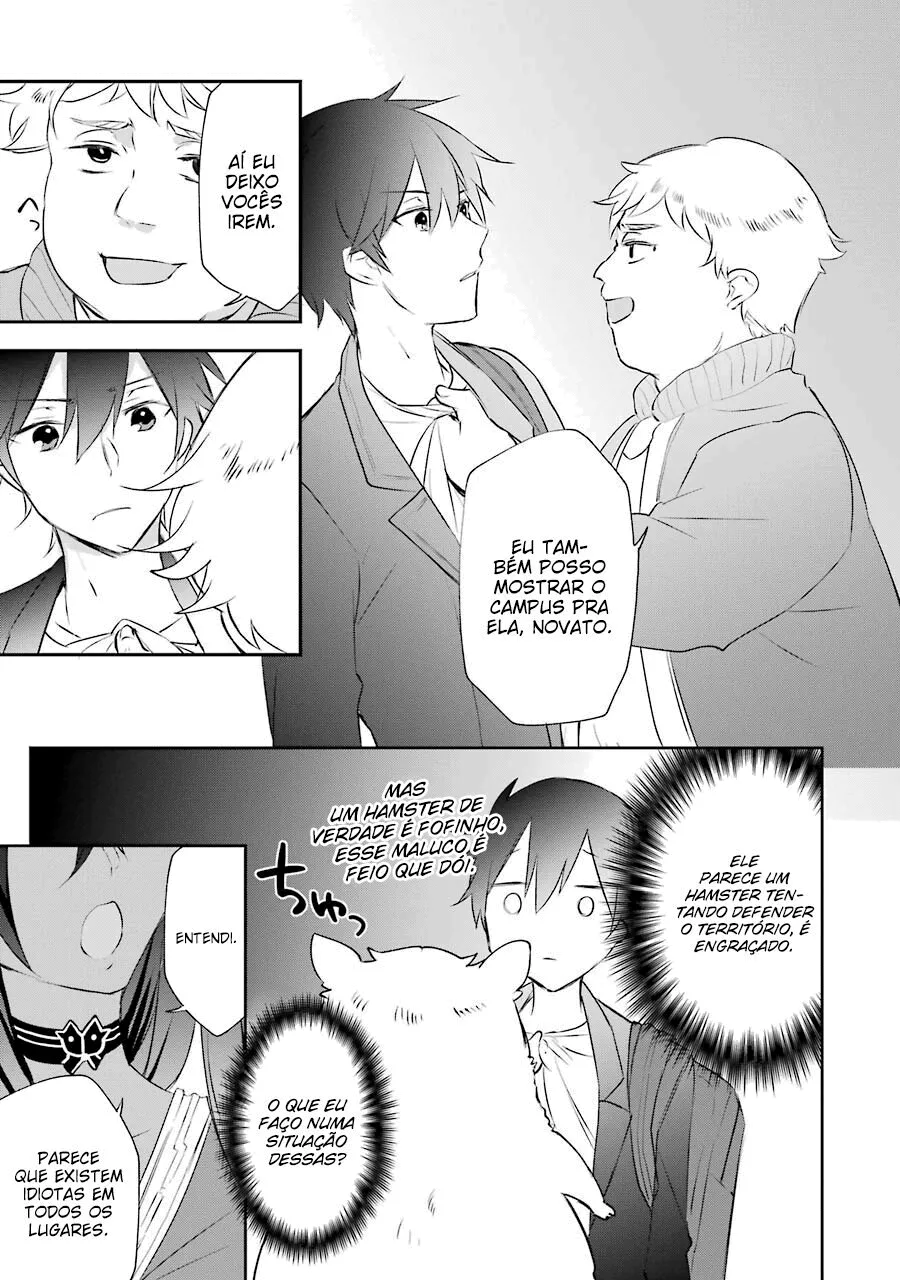 EU TAM-
BÉM POSSO
MOSTRAR O
CAMPUS PRA
ELA, NOVATO.
AÍ EU
DEIXO
VOCÊS
IREM.
ELE
PARECE UM
HAMSTER TEN-
TANDO DEFENDER
O TERRITÓRIO, É
ENGRAÇADO.
MAS
UM HAMSTER DE
VERDADE É FOFINHO,
ESSE MALUCO É
FEIO QUE DÓI.
ちゅっ
O QUE EU
FAÇO NUMA
SITUAÇÃO
DESSAS?
ENTENDI.
PARECE
QUE EXISTEM
IDIOTAS EM
TODOS OS
LUGARES.